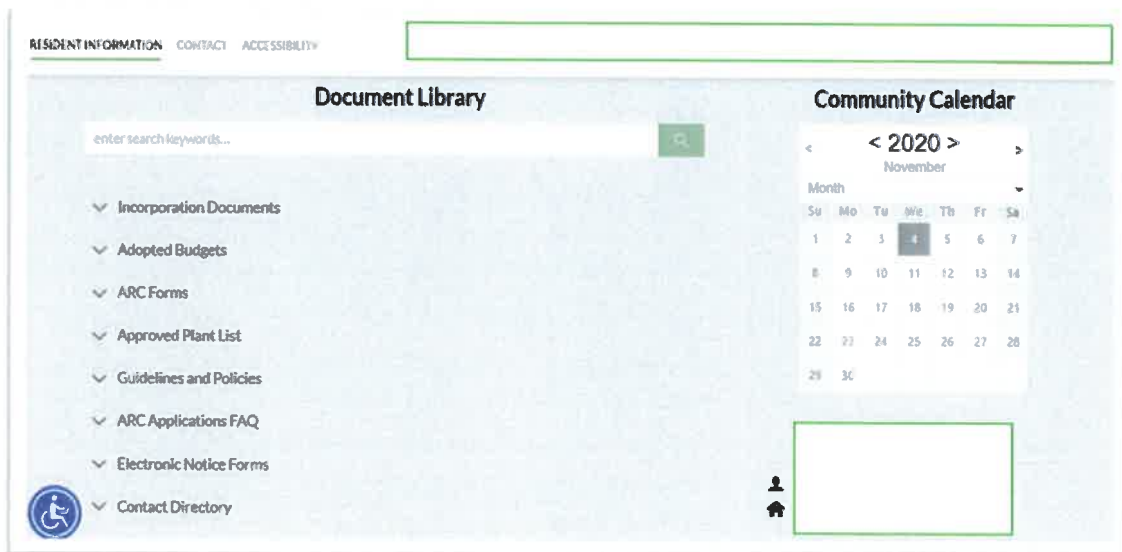 RESIDENT INFORMATION CONTACT ACCESSIBILITY
Document Library
enter search keywords...
Incorporation Documents
Adopted Budgets
ARC Forms
Approved Plant List
Guidelines and Policies
ARC Applications FAQ
Electronic Notice Forms
Contact Directory
Community Calendar
< < 2020 > >
November
Month
Su Mo Tu We Th Fr Sa
1 2 3 4 5 6 7
8 9 10 11 12 13 14
15 16 17 18 19 20 21
22 23 24 25 26 27 28
29 30